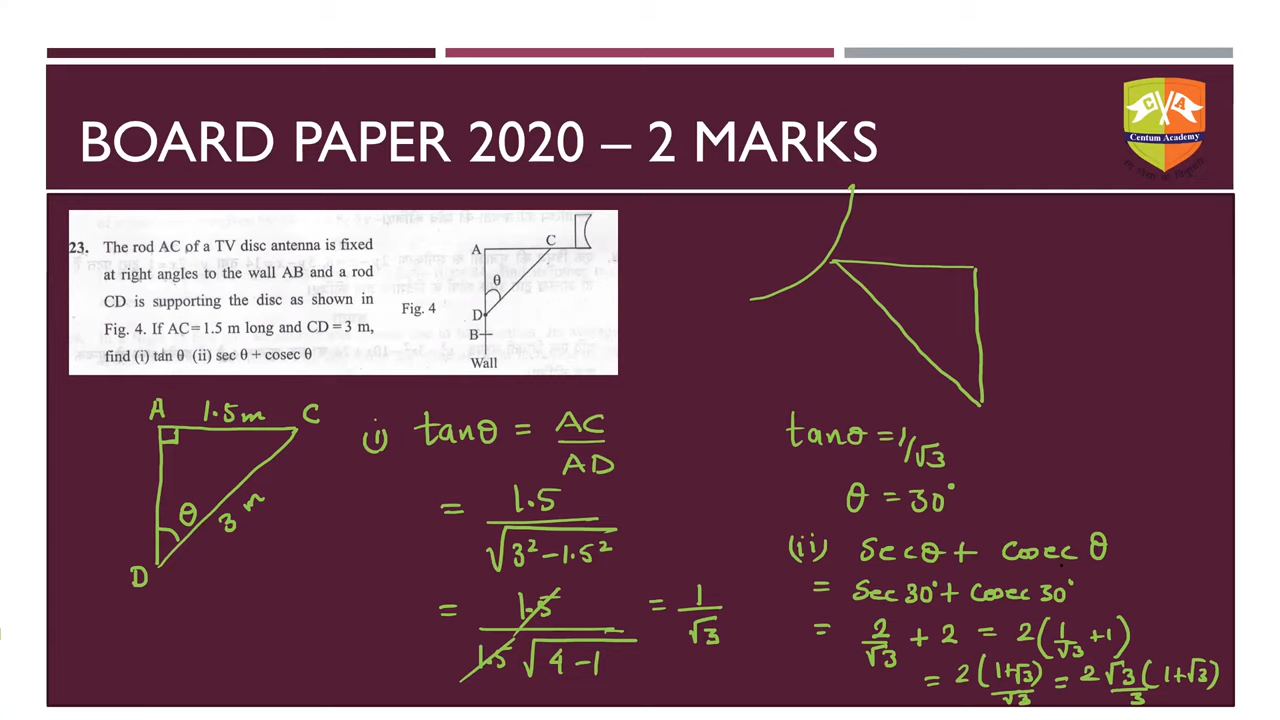 BOARD PAPER 2020 – 2 MARKS
C A
Centum Academy
23. The rod AC of a TV disc antenna is fixed
at right angles to the wall AB and a rod
CD is supporting the disc as shown in
Fig. 4. If AC=1.5 m long and CD=3 m,
find (i) tan θ (ii) sec θ + cosec θ
Fig. 4
A
C
θ
D
B
Wall
A 1.5m C
θ
3 m
D
(i) tanθ = AC/AD
= 1.5/√(3²-1.5²)
= 1.5/(1.5 √(4-1)) = 1/√3
tanθ = 1/√3
θ = 30°
(ii) secθ + cosec θ
= sec 30° + cosec 30°
= 2/√3 + 2 = 2(1/√3 + 1)
= 2(1+√3)/√3 = 2√3/3 (1+√3)